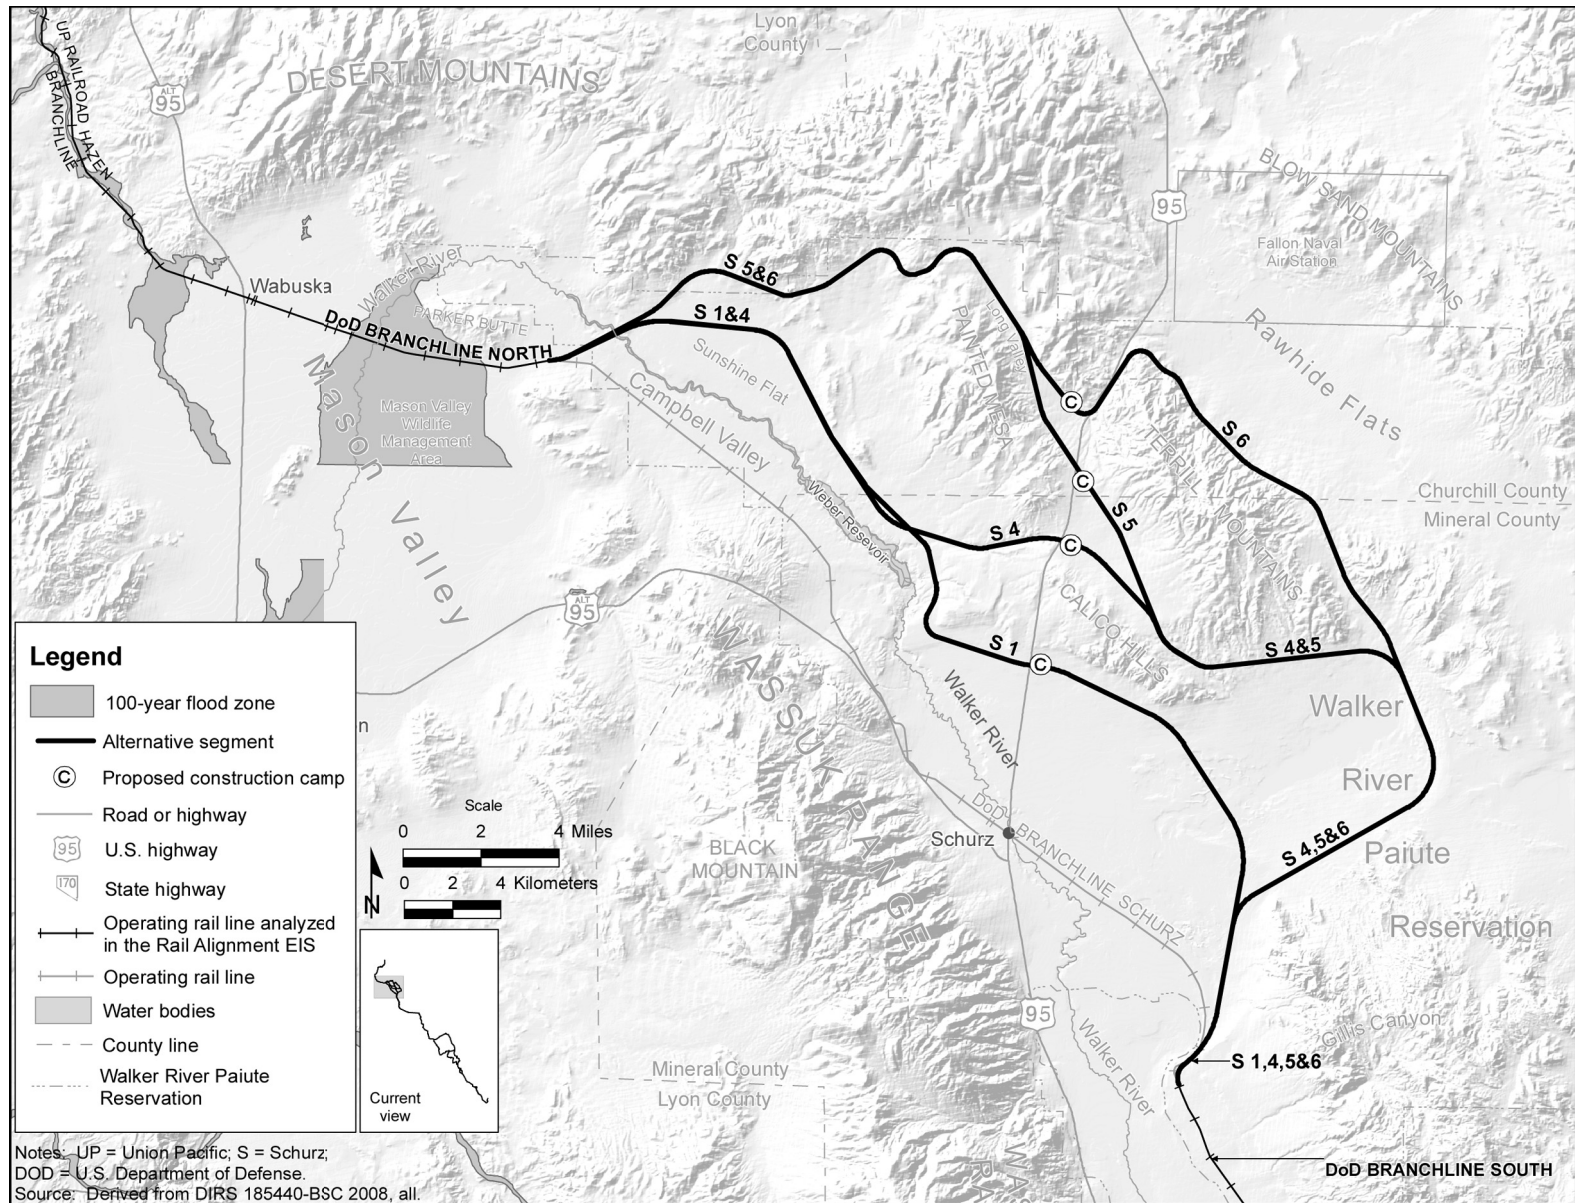 UP RAILROAD HAZEN
BRANCHLINE
ALT
95
DESERT MOUNTAINS
Lyon
County
95
BLOW SAND MOUNTAINS
Fallon Naval
Air Station
Rawhide Flats
Wabuska
Walker River
PARKER BUTTE
DoD BRANCHLINE NORTH
S 5&6
S 1&4
Sunshine Flat
Long Valley
PAINTED MESA
C
Mason Valley
Mason Valley
Wildlife
Management
Area
Campbell Valley
Weber Resevoir
C
S 5
S 6
TERRILL MOUNTAINS
Churchill County
Mineral County
S 4
C
ALT
95
CALICO HILLS
S 1
C
S 4&5
WASSUK RANGE
Walker River
Walker
River
Paiute
Reservation
S 4,5&6
DoD BRANCHLINE SCHURZ
Schurz
BLACK
MOUNTAIN
95
Gillis Canyon
Walker River
S 1,4,5&6
Mineral County
Lyon County
WA
RA
DoD BRANCHLINE SOUTH
n
Legend
100-year flood zone
Alternative segment
C Proposed construction camp
Road or highway
95 U.S. highway
170 State highway
Operating rail line analyzed
in the Rail Alignment EIS
Operating rail line
Water bodies
County line
Walker River Paiute
Reservation
Scale
0 2 4 Miles
0 2 4 Kilometers
N
Current
view
Notes: UP = Union Pacific; S = Schurz;
DOD = U.S. Department of Defense.
Source: Derived from DIRS 185440-BSC 2008, all.